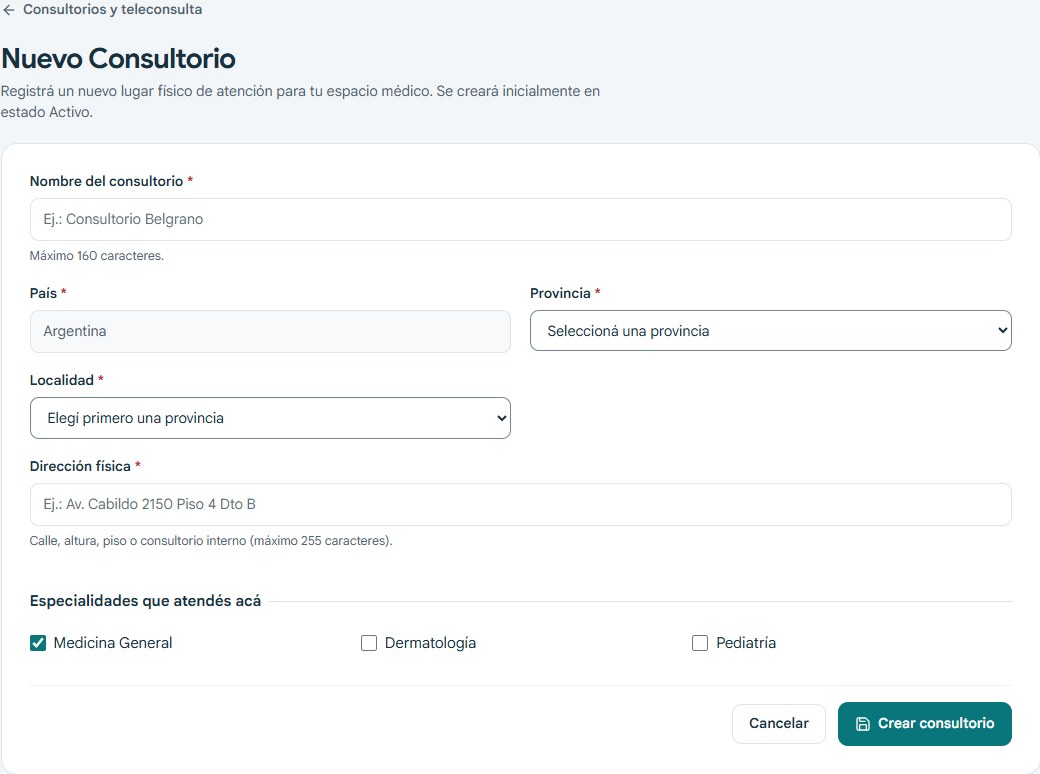 ← Consultorios y teleconsulta
Nuevo Consultorio
Registrá un nuevo lugar físico de atención para tu espacio médico. Se creará inicialmente en
estado Activo.
Nombre del consultorio *
Ej.: Consultorio Belgrano
Máximo 160 caracteres.
País *
Provincia *
Argentina
Seleccioná una provincia
Localidad *
Elegí primero una provincia
Dirección física *
Ej.: Av. Cabildo 2150 Piso 4 Dto B
Calle, altura, piso o consultorio interno (máximo 255 caracteres).
Especialidades que atendés acá
Medicina General
Dermatología
Pediatría
Cancelar
Crear consultorio